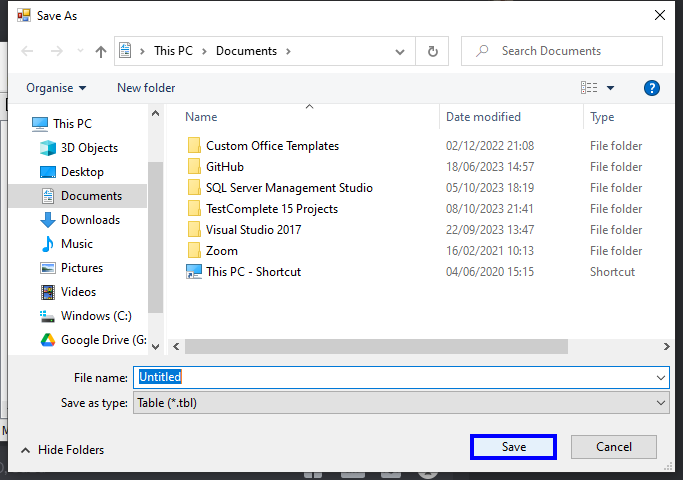 Save As
This PC Documents Search Documents
Organise New folder
This PC
3D Objects
Desktop
Documents
Downloads
Music
Pictures
Videos
Windows (C:)
Google Drive (G:
Name Date modified Type
Custom Office Templates 02/12/2022 21:08 File folder
GitHub 18/06/2023 14:57 File folder
SQL Server Management Studio 05/10/2023 18:19 File folder
TestComplete 15 Projects 08/10/2023 21:41 File folder
Visual Studio 2017 22/09/2023 13:47 File folder
Zoom 16/02/2021 10:13 File folder
This PC - Shortcut 04/06/2020 15:15 Shortcut
File name: Untitled
Save as type: Table (*.tbl)
Hide Folders Save Cancel